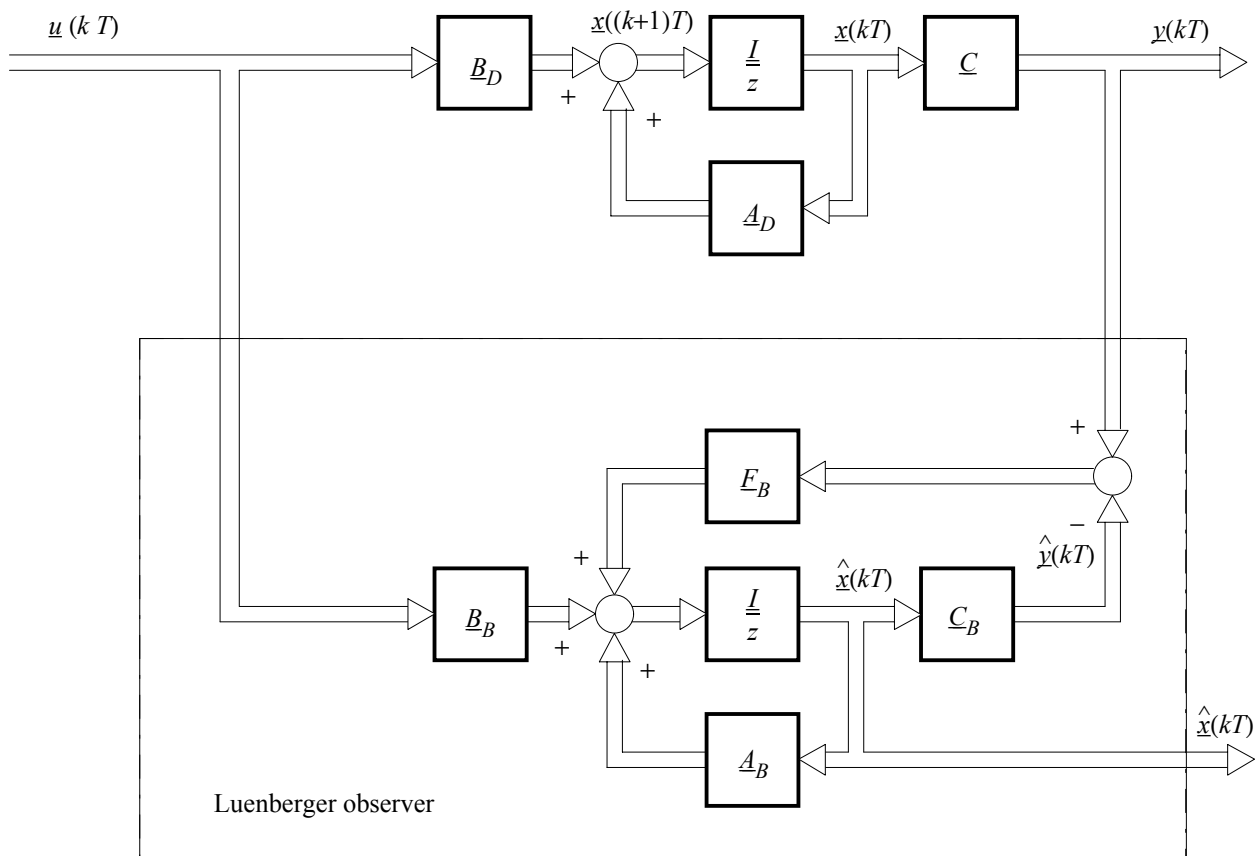 u (k T)
x((k+1)T)
x(kT)
y(kT)
B_D
+
I
z
C
+
A_D
+
F_B
−
ŷ(kT)
+
x̂(kT)
B_B
+
I
z
C_B
+
x̂(kT)
A_B
Luenberger observer